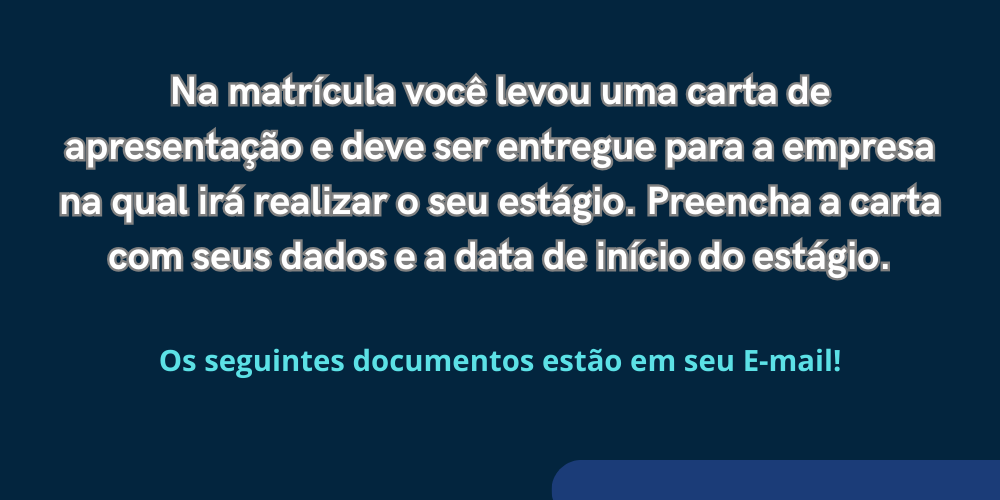 Na matrícula você levou uma carta de
apresentação e deve ser entregue para a empresa
na qual irá realizar o seu estágio. Preencha a carta
com seus dados e a data de início do estágio.
Os seguintes documentos estão em seu E-mail!